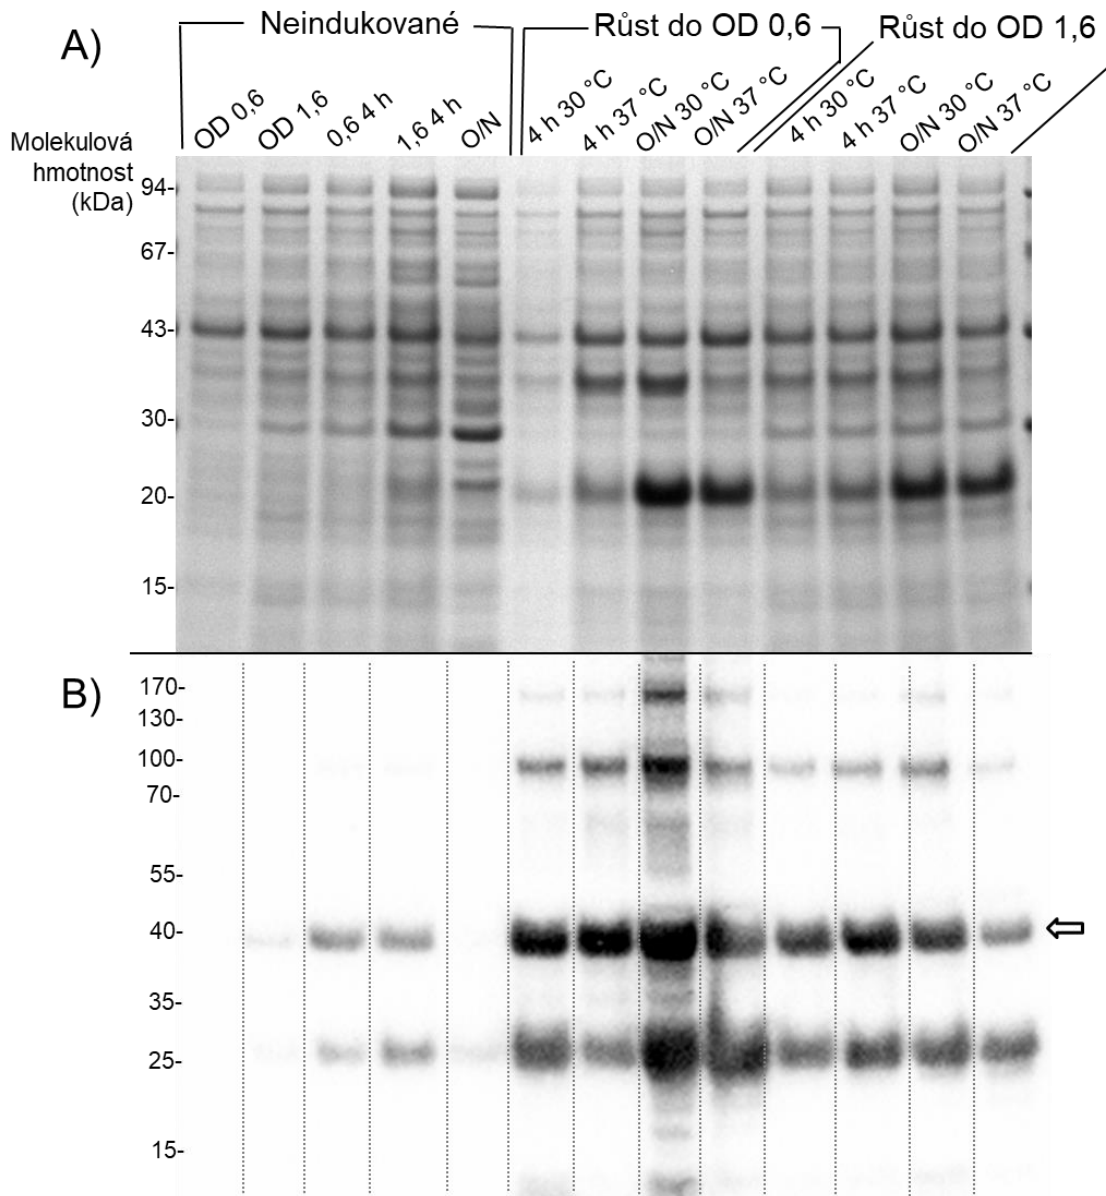 A)
Neindukované
Růst do OD 0,6
Růst do OD 1,6
OD 0,6
OD 1,6
0,6 4 h
1,6 4 h
O/N
4 h 30 °C
4 h 37 °C
O/N 30 °C
O/N 37 °C
4 h 30 °C
4 h 37 °C
O/N 30 °C
O/N 37 °C
Molekulová
hmotnost
(kDa)
94-
67-
43-
30-
20-
15-
B)
170-
130-
100-
70-
55-
40-
35-
25-
15-